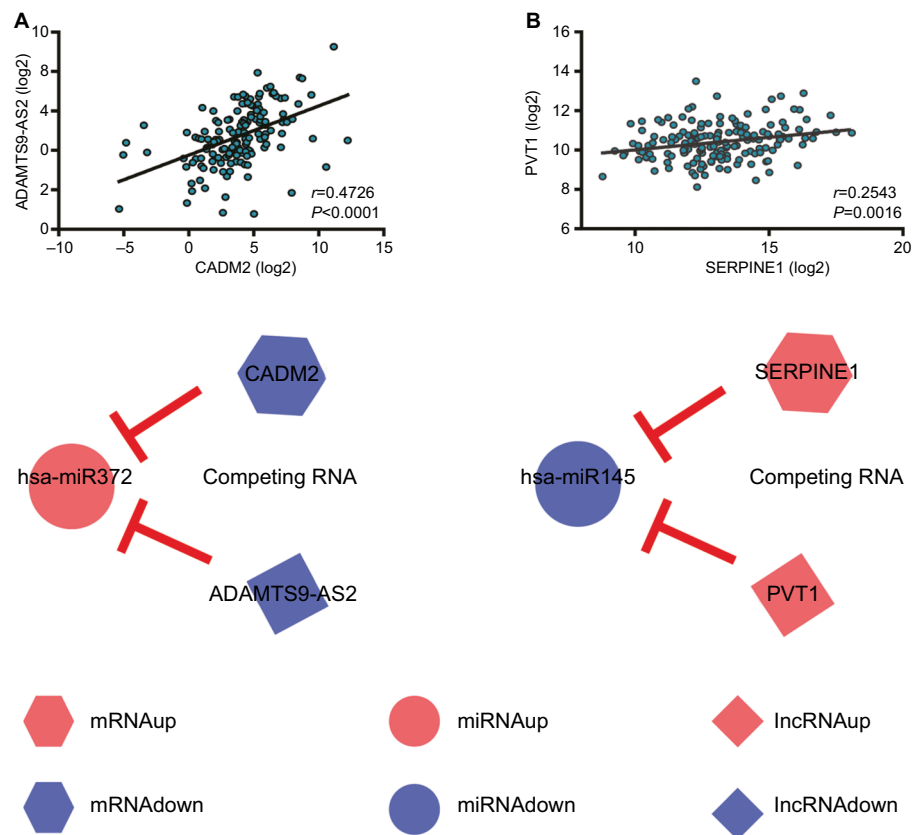 A
10
8
4
0
2
0
ADAMTS9-AS2 (log2)
r=0.4726
P<0.0001
–10
–5
0
5
10
15
CADM2 (log2)
B
16
14
12
10
8
6
PVT1 (log2)
r=0.2543
P=0.0016
10
15
20
SERPINE1 (log2)
CADM2
hsa-miR372
Competing RNA
ADAMTS9-AS2
SERPINE1
hsa-miR145
Competing RNA
PVT1
mRNAup
miRNAup
lncRNAup
mRNAdown
miRNAdown
lncRNAdown